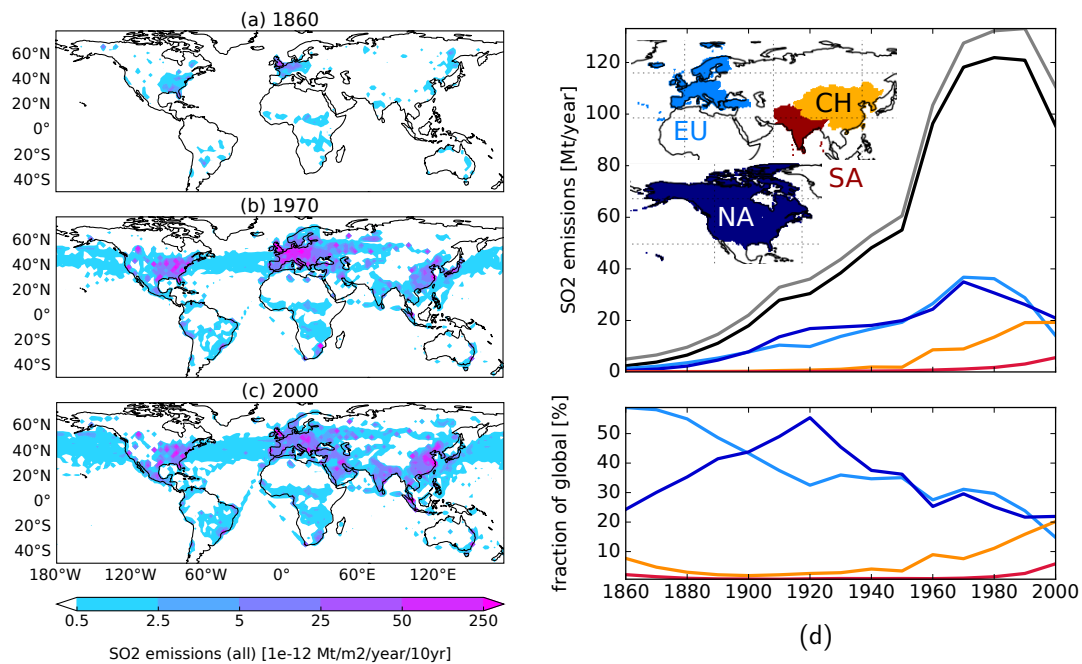 (a) 1860
60°N
40°N
20°N
0°
20°S
40°S
(b) 1970
60°N
40°N
20°N
0°
20°S
40°S
(c) 2000
60°N
40°N
20°N
0°
20°S
40°S
180°W 120°W 60°W 0° 60°E 120°E
0.5 2.5 5 25 50 250
SO2 emissions (all) [1e-12 Mt/m2/year/10yr]
SO2 emissions [Mt/year]
120
100
80
60
40
20
0
EU
CH
SA
NA
fraction of global [%]
50
40
30
20
10
1860 1880 1900 1920 1940 1960 1980 2000
(d)